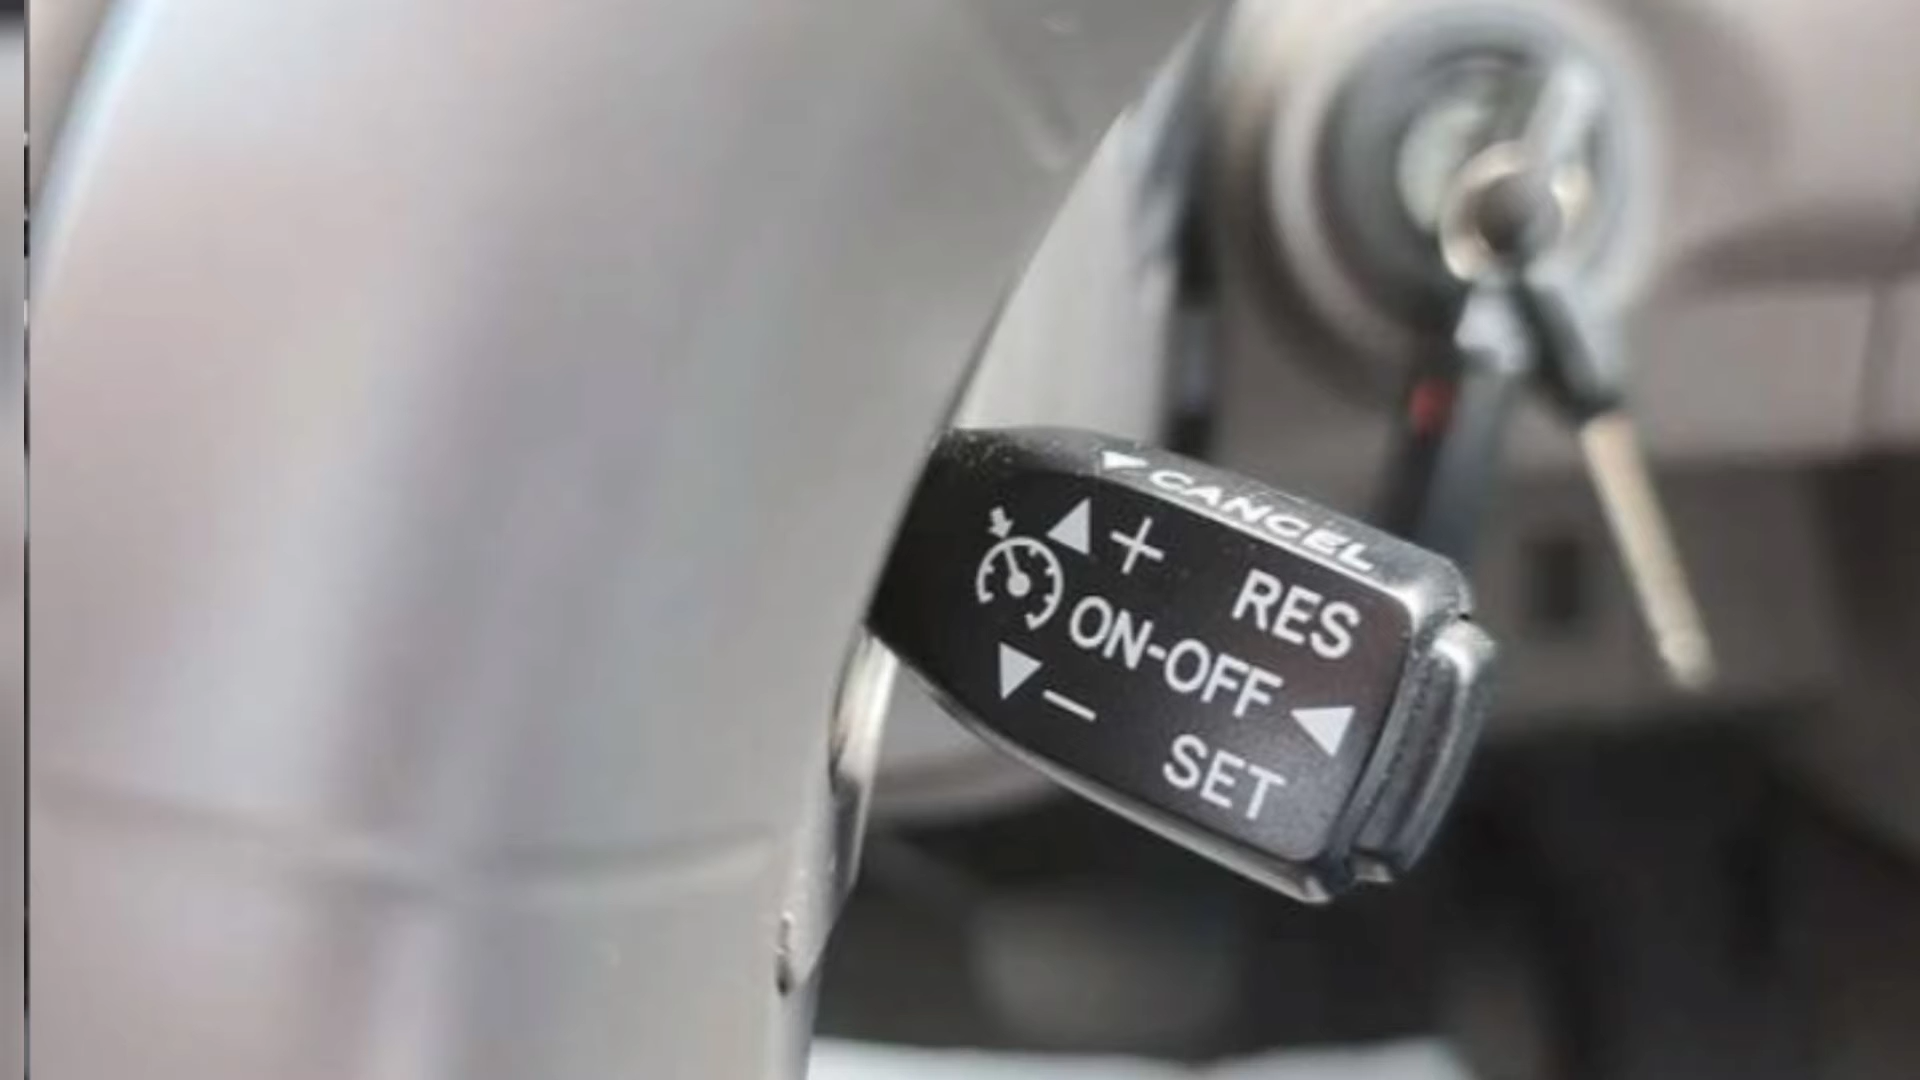 CANCEL
+ RES
ON-OFF
– SET